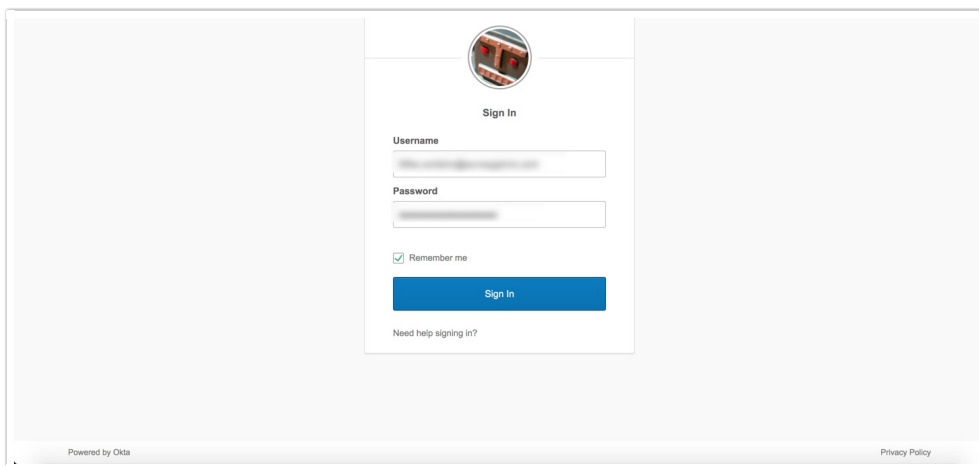 Sign In
Username
Password
Remember me
Sign In
Need help signing in?
Powered by Okta
Privacy Policy